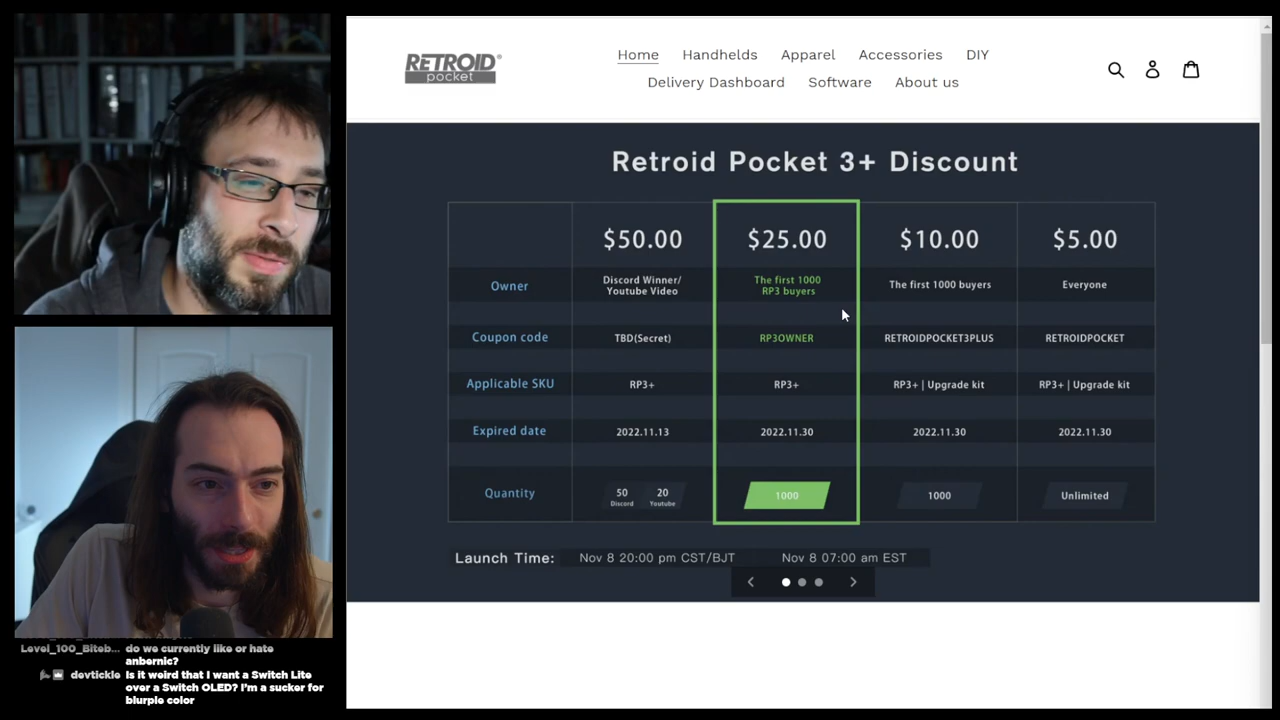 RETROID
pocket
Home Handhelds Apparel Accessories DIY
Delivery Dashboard Software About us
Retroid Pocket 3+ Discount
$50.00 $25.00 $10.00 $5.00
Owner Discord Winner/ Youtube Video The first 1000 RP3 buyers The first 1000 buyers Everyone
Coupon code TBD(Secret) RP3OWNER RETROIDPOCKET3PLUS RETROIDPOCKET
Applicable SKU RP3+ RP3+ RP3+ | Upgrade kit RP3+ | Upgrade kit
Expired date 2022.11.13 2022.11.30 2022.11.30 2022.11.30
Quantity 50 Discord 20 Youtube 1000 1000 Unlimited
Launch Time: Nov 8 20:00 pm CST/BJT Nov 8 07:00 am EST
Level_100_Biteb... do we currently like or hate
anbernic?
devtickle Is it weird that I want a Switch Lite
over a Switch OLED? I'm a sucker for
blurple color